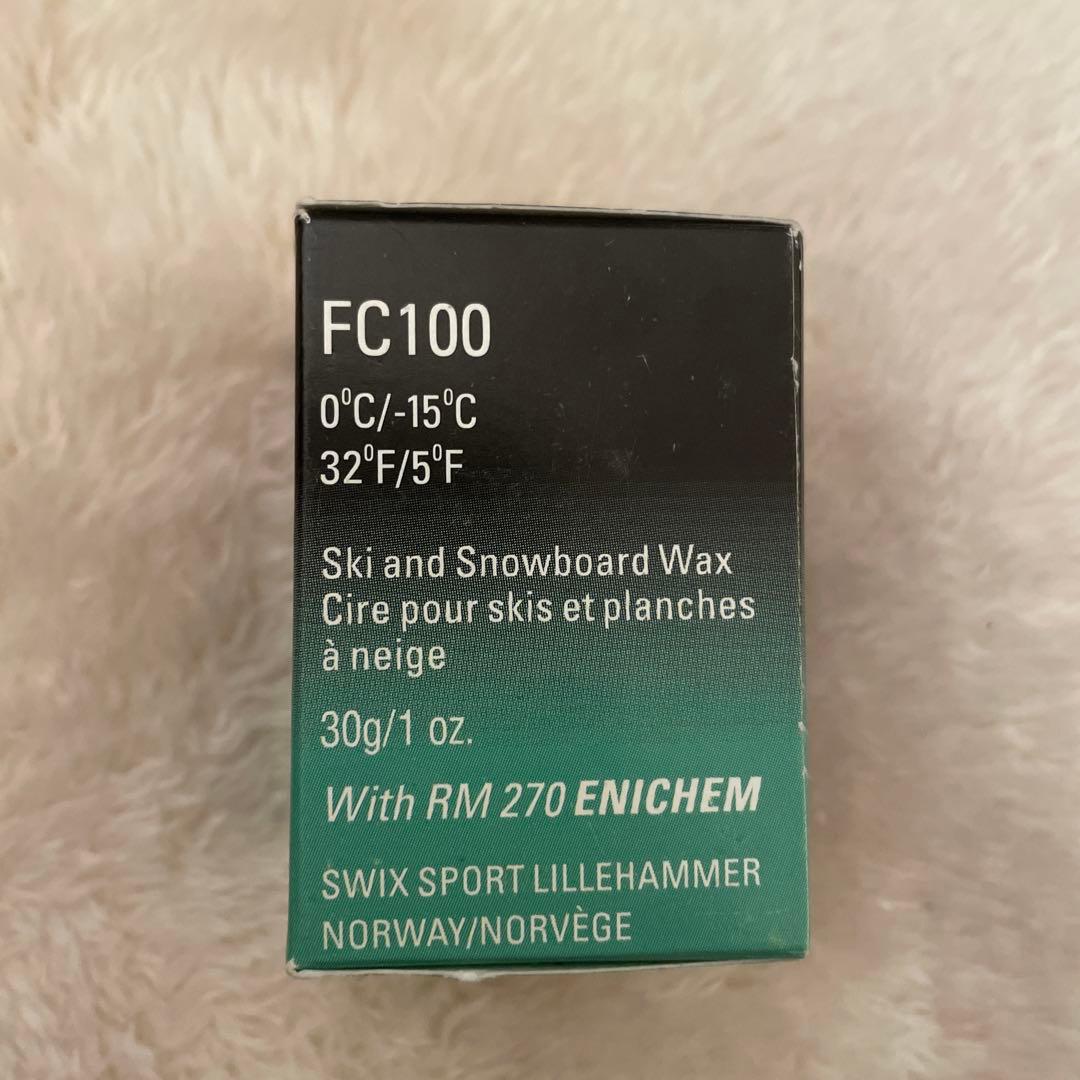 FC100
0°C/-15°C
32°F/5°F
Ski and Snowboard Wax
Cire pour skis et planches
à neige
30g/1 oz.
With RM 270 ENICHEM
SWIX SPORT LILLEHAMMER
NORWAY/NORVÈGE